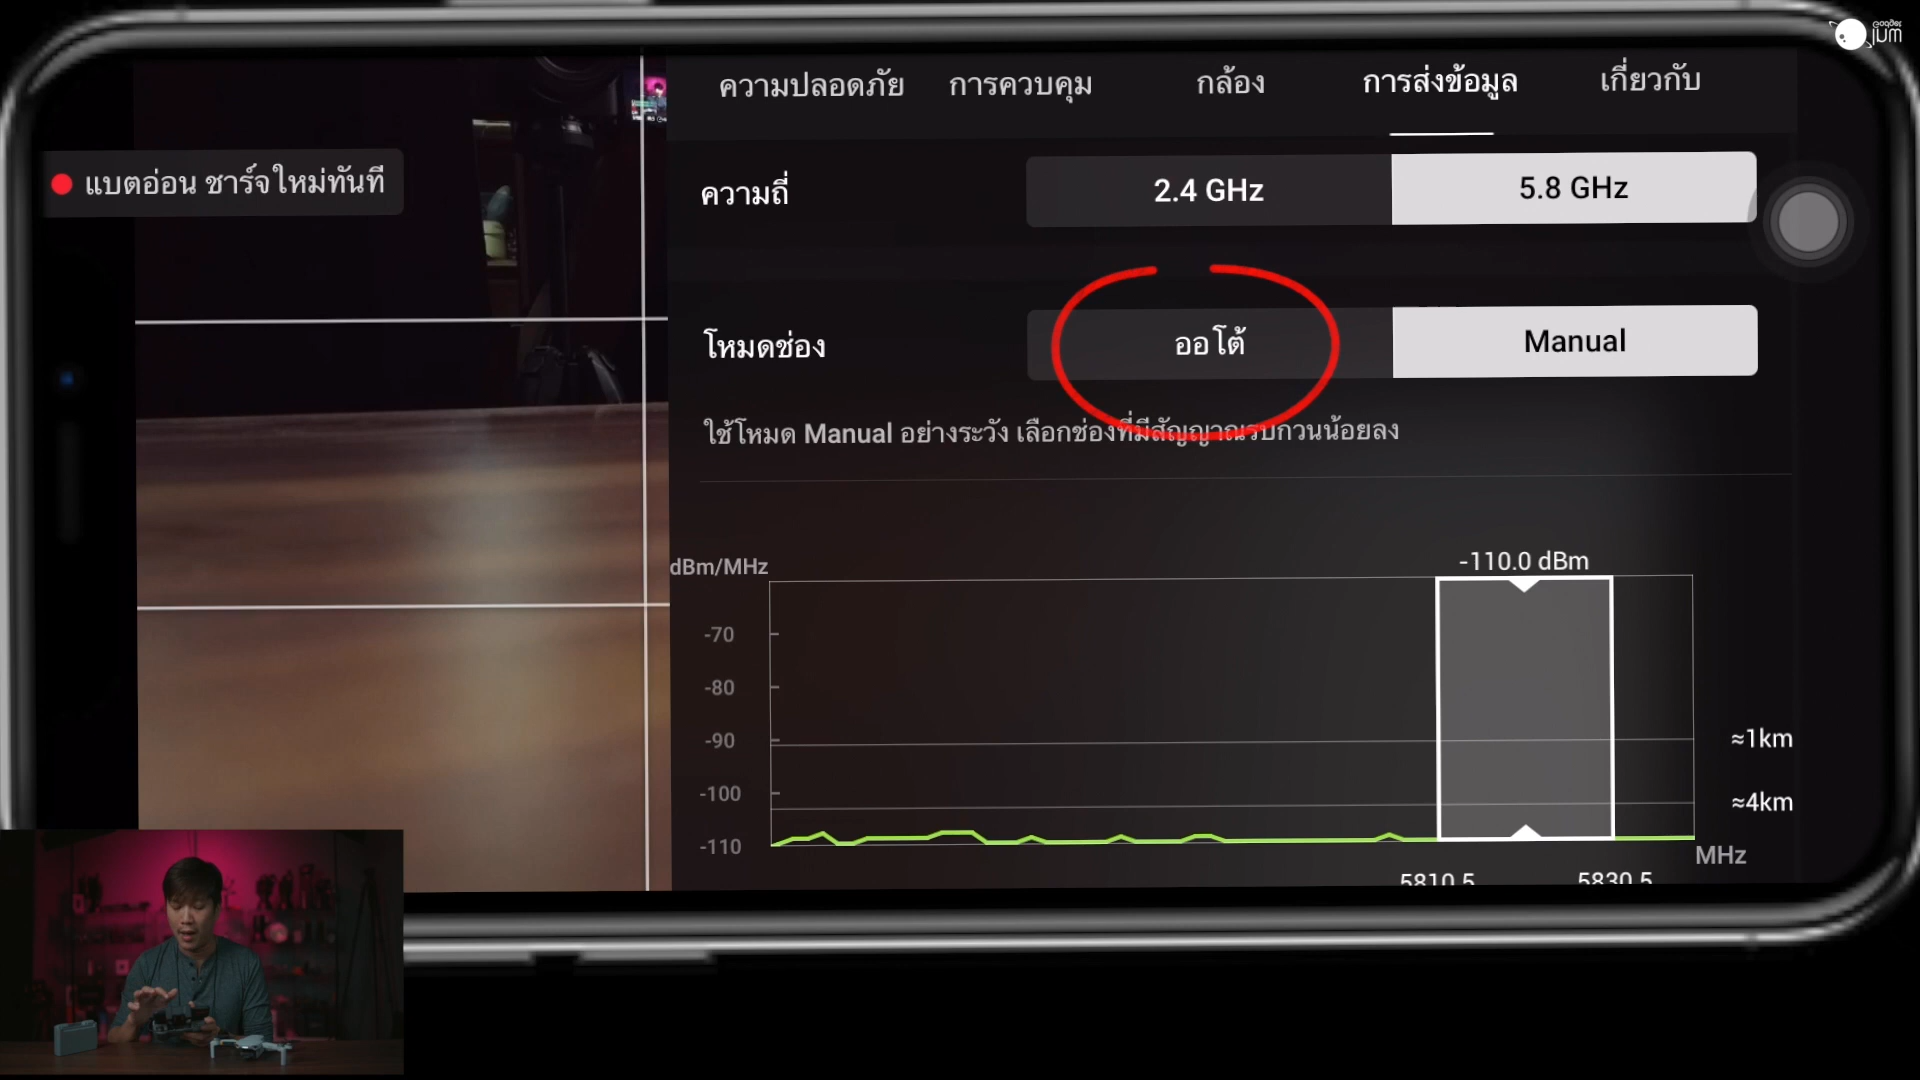 ความปลอดภัย การควบคุม กล้อง การส่งข้อมูล เกี่ยวกับ
แบตอ่อน ชาร์จใหม่ทันที
ความถี่ 2.4 GHz 5.8 GHz
โหมดช่อง ออโต้ Manual
ใช้โหมด Manual อย่างระวัง เลือกช่องที่มีสัญญาณรบกวนน้อยลง
-110.0 dBm
dBm/MHz
-70
-80
-90 ≈1km
-100 ≈4km
-110
MHz
5810.5 5830.5